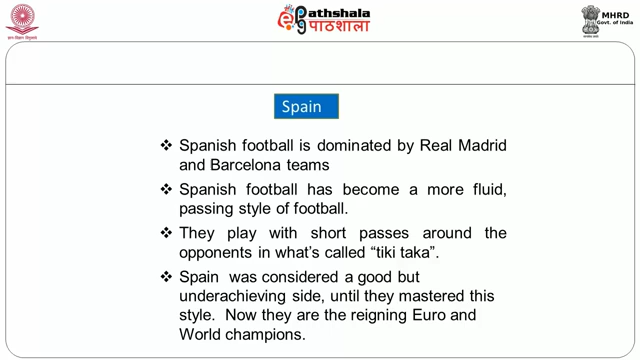 Pathshala
पाठशाला
MHRD
Govt. of India
Spain
❖ Spanish football is dominated by Real Madrid
and Barcelona teams
❖ Spanish football has become a more fluid,
passing style of football.
❖ They play with short passes around the
opponents in what's called “tiki taka”.
❖ Spain was considered a good but
underachieving side, until they mastered this
style. Now they are the reigning Euro and
World champions.